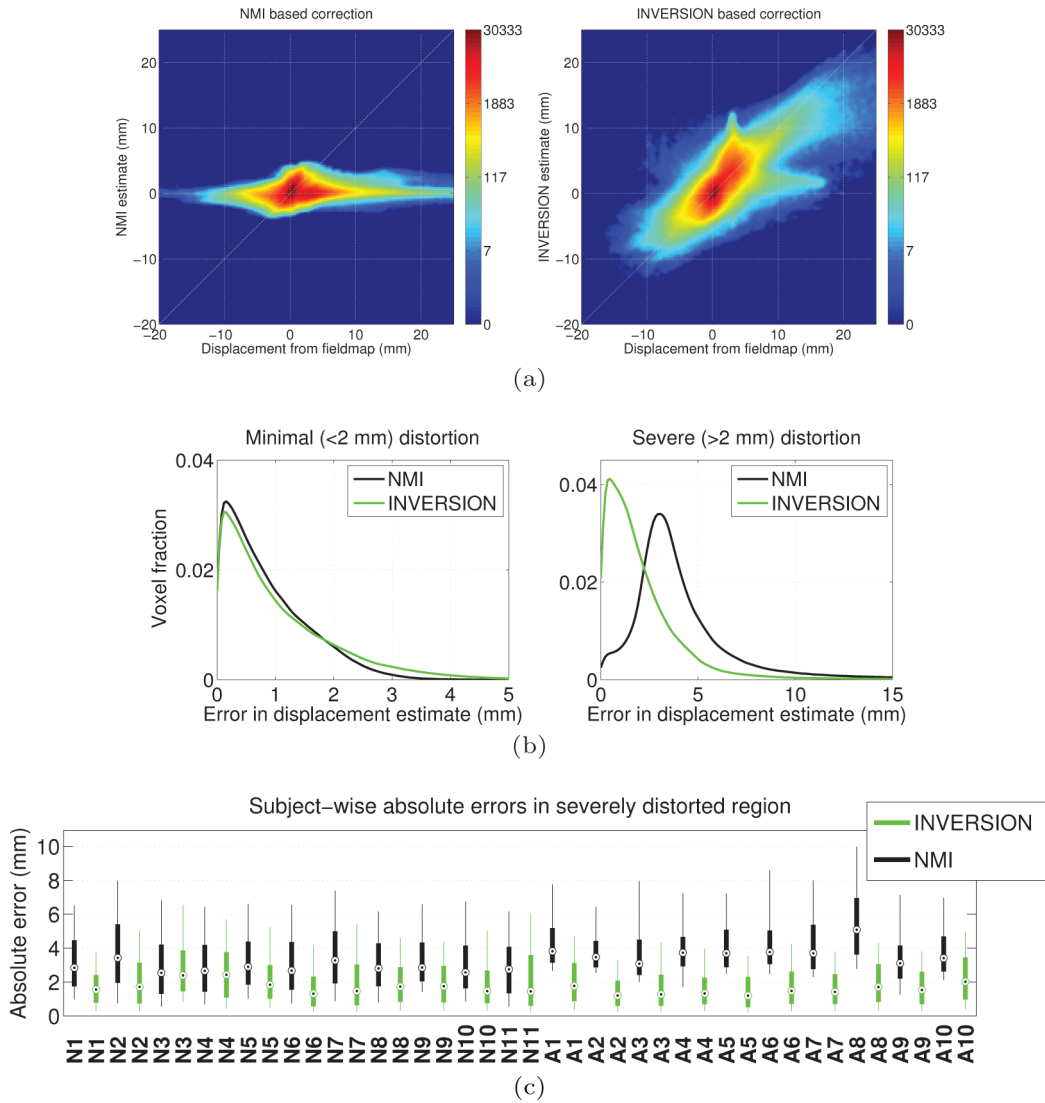 NMI based correction
NMI estimate (mm)
20
10
0
−10
−20
−20
−10
0
10
20
Displacement from fieldmap (mm)
30333
1883
117
7
0
INVERSION based correction
INVERSION estimate (mm)
20
10
0
−10
−20
−20
−10
0
10
20
Displacement from fieldmap (mm)
30333
1883
117
7
0
(a)
Minimal (<2 mm) distortion
Voxel fraction
0.04
0.02
0
NMI
INVERSION
0 1 2 3 4 5
Error in displacement estimate (mm)
Severe (>2 mm) distortion
0.04
0.02
0
NMI
INVERSION
0 5 10 15
Error in displacement estimate (mm)
(b)
Subject−wise absolute errors in severely distorted region
INVERSION
NMI
Absolute error (mm)
10
8
6
4
2
0
N1 N1 N2 N2 N3 N3 N4 N4 N5 N5 N6 N6 N7 N7 N8 N8 N9 N9 N10 N10 N11 N11 A1 A1 A2 A2 A3 A3 A4 A4 A5 A5 A6 A6 A7 A7 A8 A8 A9 A9 A10 A10
(c)